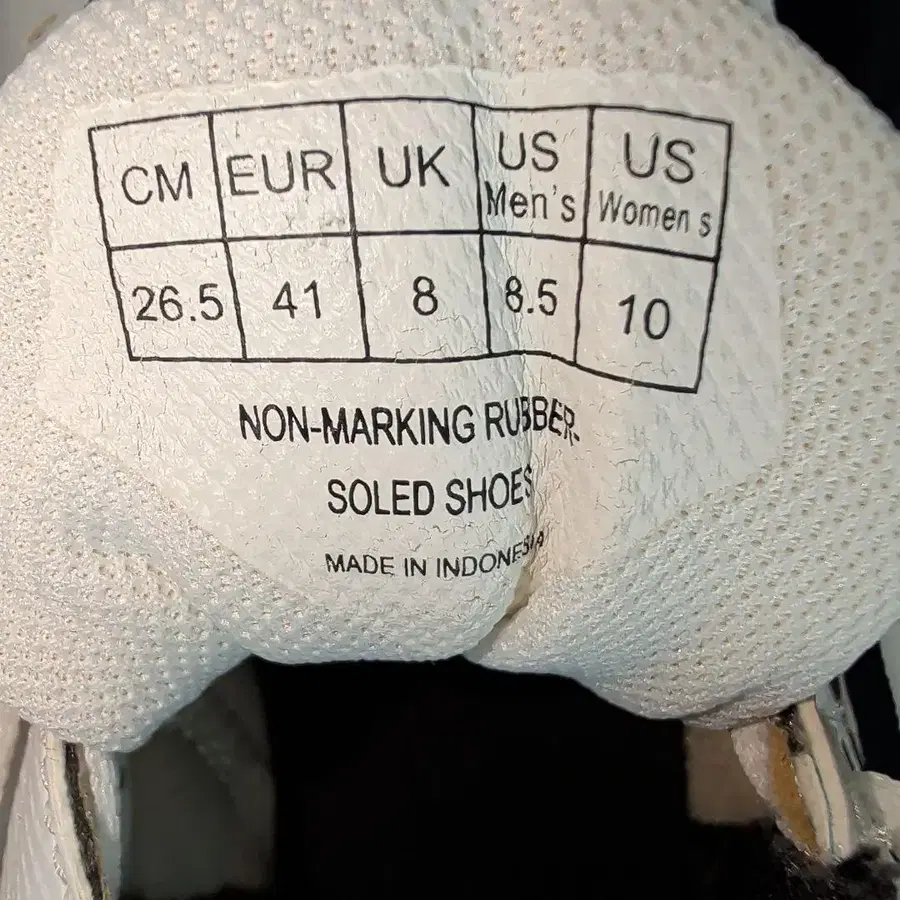 CM EUR UK US Men's US Women s
26.5 41 8 8.5 10
NON-MARKING RUBBER-
SOLED SHOES
MADE IN INDONESIA